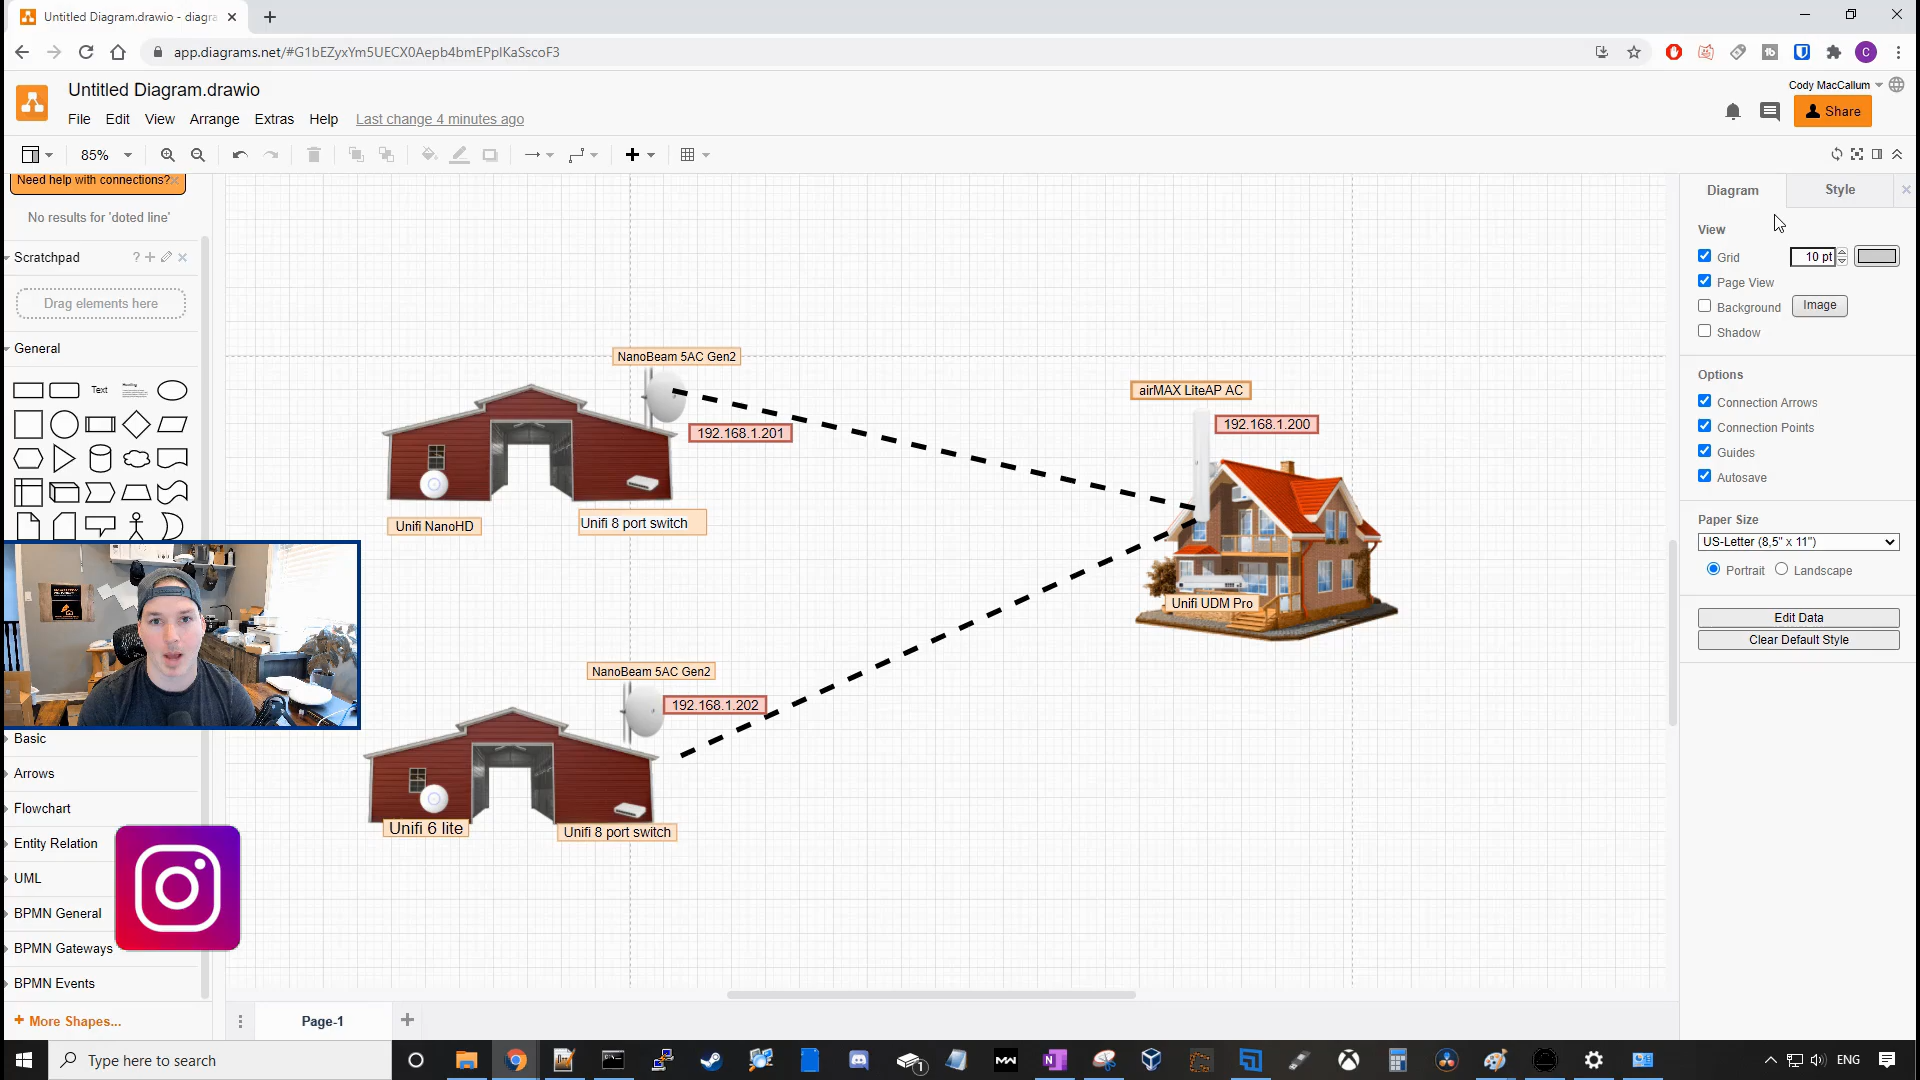 Untitled Diagram.drawio - diagra
app.diagrams.net/#G1bEZyxYm5UECX0Aepb4bmEPplKaSscoF3
Untitled Diagram.drawio
Cody MacCallum
File Edit View Arrange Extras Help Last change 4 minutes ago
Share
85%
Need help with connections?
No results for 'doted line'
Scratchpad
?
Drag elements here
General
Text
Heading
Basic
Arrows
Flowchart
Entity Relation
UML
BPMN General
BPMN Gateways
BPMN Events
+ More Shapes...
NanoBeam 5AC Gen2
192.168.1.201
Unifi NanoHD
Unifi 8 port switch
airMAX LiteAP AC
192.168.1.200
Unifi UDM Pro
NanoBeam 5AC Gen2
192.168.1.202
Unifi 6 lite
Unifi 8 port switch
Diagram Style
View
Grid 10 pt
Page View
Background Image
Shadow
Options
Connection Arrows
Connection Points
Guides
Autosave
Paper Size
US-Letter (8,5" x 11")
Portrait Landscape
Edit Data
Clear Default Style
Page-1
Type here to search
1
ENG